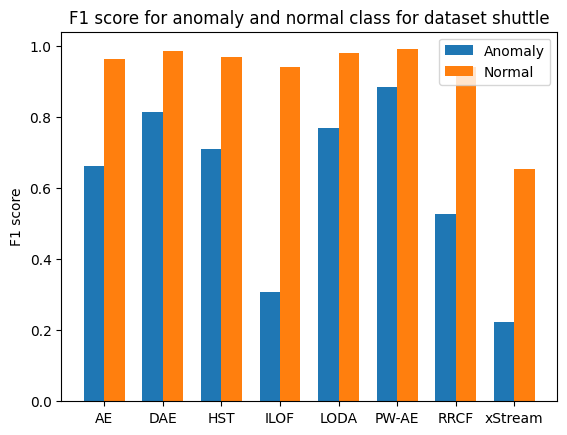 F1 score for anomaly and normal class for dataset shuttle
Anomaly
Normal
1.0
0.8
0.6
0.4
0.2
0.0
F1 score
AE DAE HST ILOF LODA PW-AE RRCF xStream